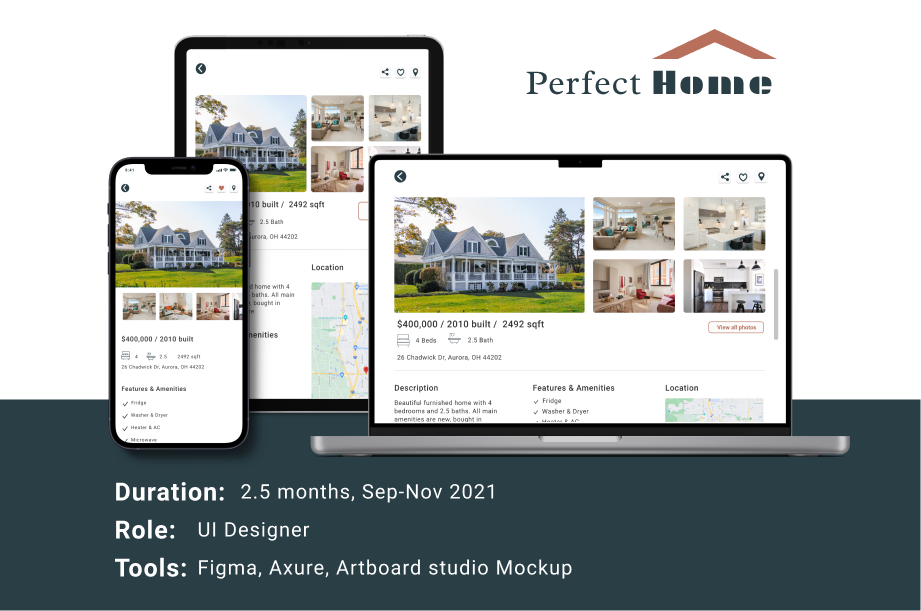 Perfect Home
10 built / 2492 sqft
2.5 Bath
urora, OH 44202
Location
d home with 4
baths. All main
, bought in
re.
enities
9:41
$400,000 / 2010 built
4 2.5 2492 sqft
26 Chadwick Dr, Aurora, OH 44202
Features & Amenities
Fridge
Washer & Dryer
Heater & AC
Microwave
$400,000 / 2010 built / 2492 sqft
View all photos
4 Beds 2.5 Bath
26 Chadwick Dr, Aurora, OH 44202
Description
Beautiful furnished home with 4
bedrooms and 2.5 baths. All main
amenities are new, bought in
Features & Amenities
Fridge
Washer & Dryer
Heater & AC
Location
Duration: 2.5 months, Sep-Nov 2021
Role: UI Designer
Tools: Figma, Axure, Artboard studio Mockup